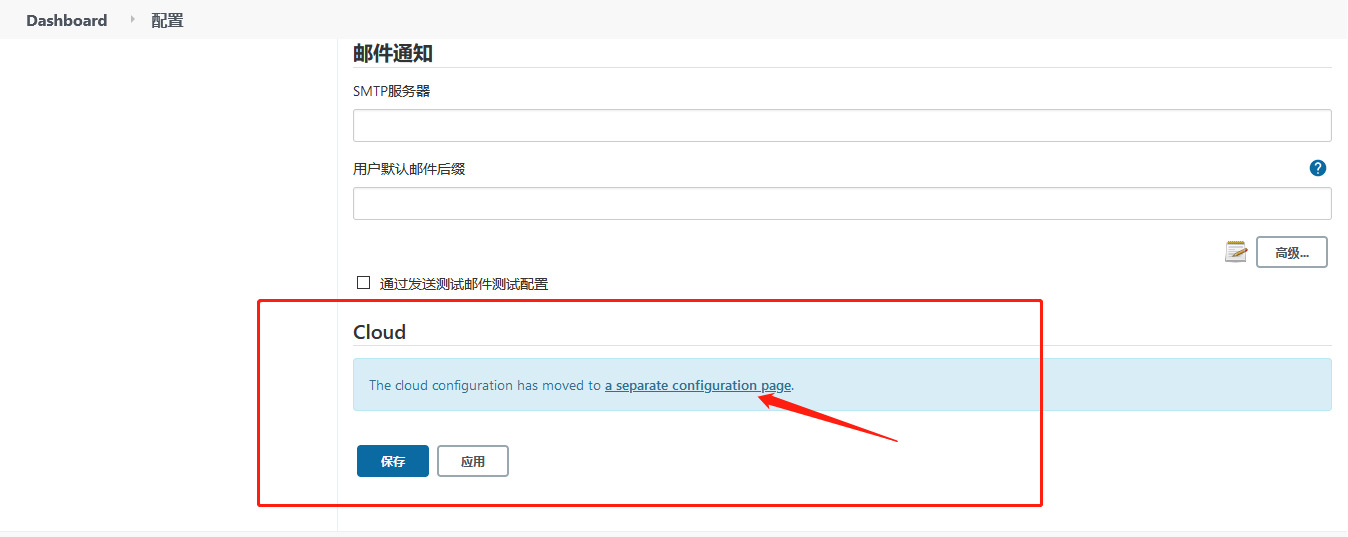 Dashboard 配置
邮件通知
SMTP服务器
用户默认邮件后缀
?
高级...
通过发送测试邮件测试配置
Cloud
The cloud configuration has moved to a separate configuration page.
保存 应用